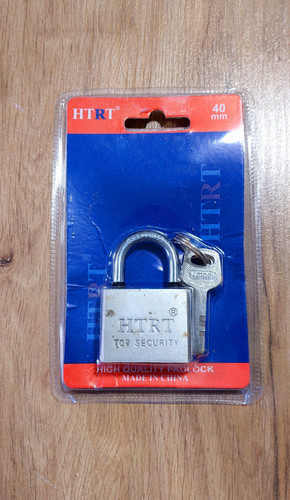 HTRT®
40
mm
HTRT
HTRT
HTRT®
TOP SECURITY
HIGH QUALITY PADLOCK
MADE IN CHINA